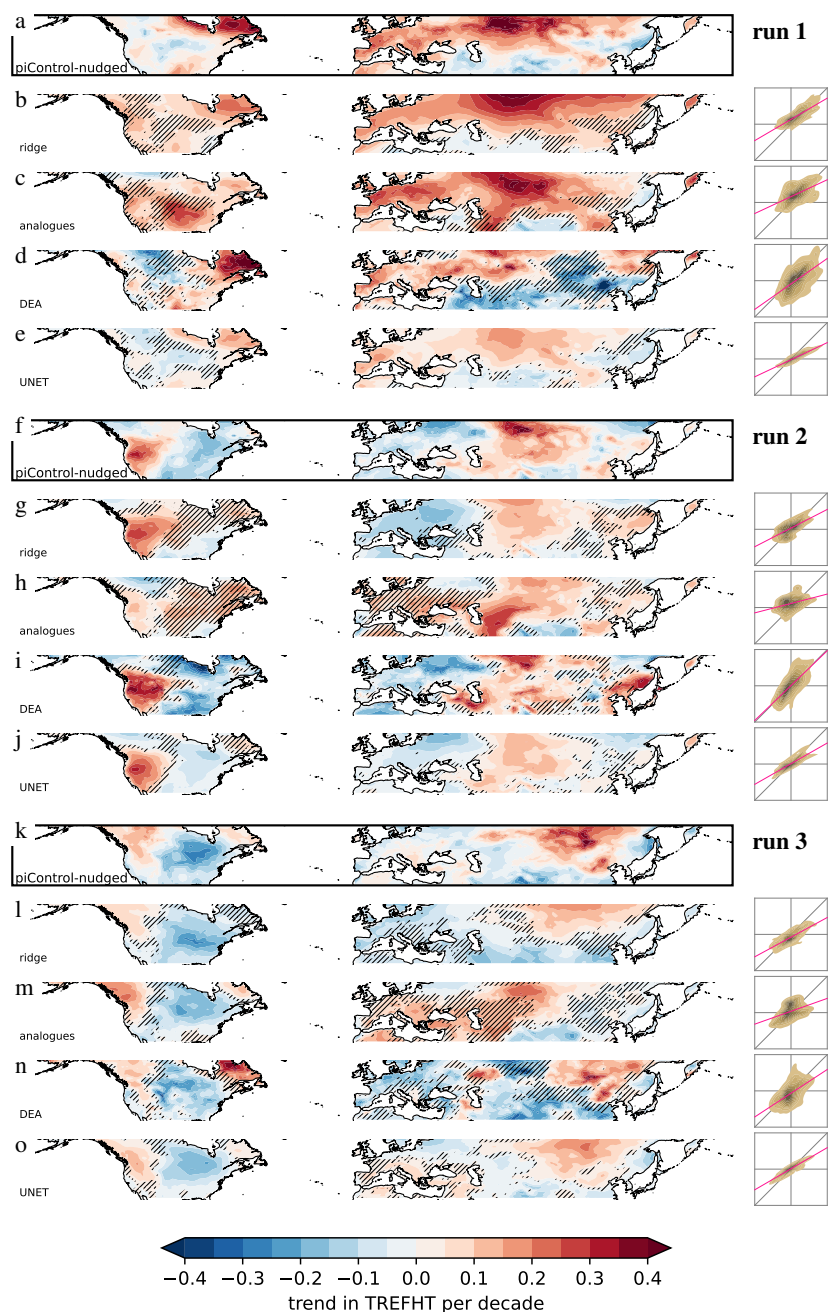 a
run 1
piControl-nudged
b
ridge
c
analogues
d
DEA
e
UNET
f
run 2
piControl-nudged
g
ridge
h
analogues
i
DEA
j
UNET
k
run 3
piControl-nudged
l
ridge
m
analogues
n
DEA
o
UNET
−0.4 −0.3 −0.2 −0.1 0.0 0.1 0.2 0.3 0.4
trend in TREFHT per decade